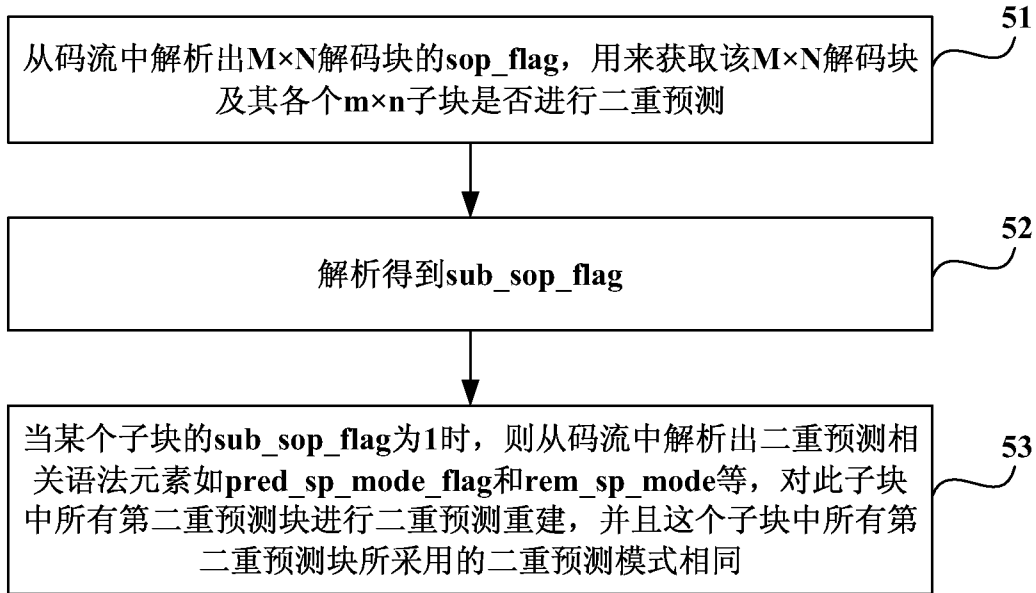 51
从码流中解析出M×N解码块的sop_flag，用来获取该M×N解码块
及其各个m×n子块是否进行二重预测
52
解析得到sub_sop_flag
53
当某个子块的sub_sop_flag为1时，则从码流中解析出二重预测相
关语法元素如pred_sp_mode_flag和rem_sp_mode等，对此子块
中所有第二重预测块进行二重预测重建，并且这个子块中所有第
二重预测块所采用的二重预测模式相同